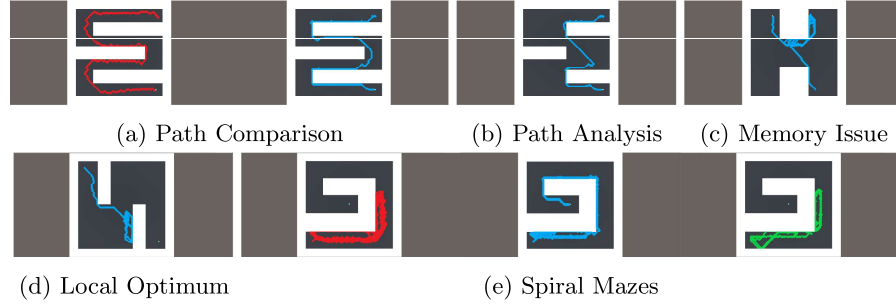 (a) Path Comparison
(b) Path Analysis
(c) Memory Issue
(d) Local Optimum
(e) Spiral Mazes